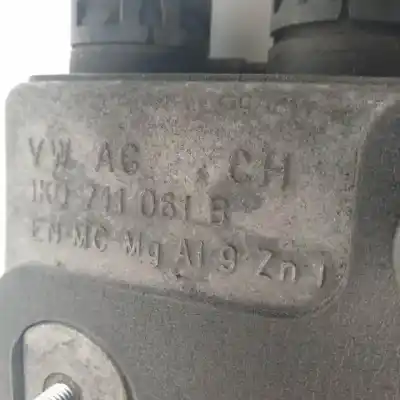 VW AG CH
1K0 711 061 B
EN-MC-Mg Al 9 Zn 1